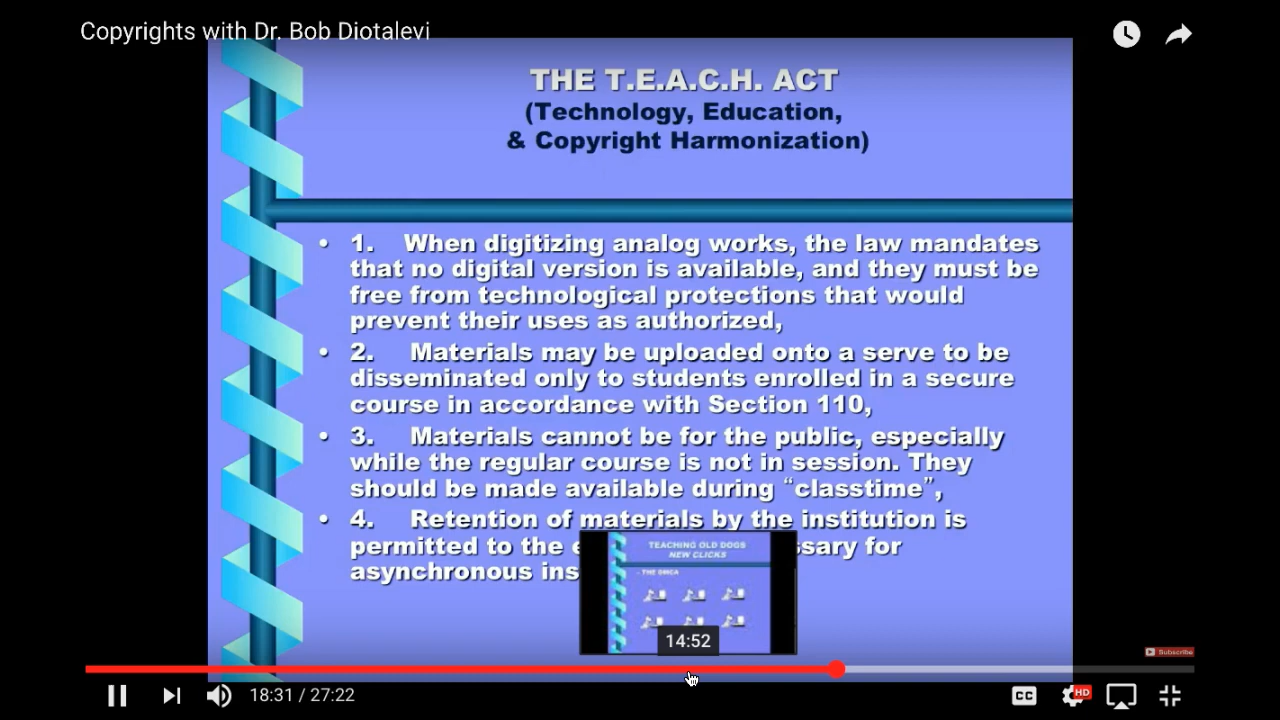 Copyrights with Dr. Bob Diotalevi
THE T.E.A.C.H. ACT
(Technology, Education,
& Copyright Harmonization)
• 1. When digitizing analog works, the law mandates
that no digital version is available, and they must be
free from technological protections that would
prevent their uses as authorized,
• 2. Materials may be uploaded onto a serve to be
disseminated only to students enrolled in a secure
course in accordance with Section 110,
• 3. Materials cannot be for the public, especially
while the regular course is not in session. They
should be made available during “classtime”,
• 4. Retention of materials by the institution is
permitted to the
for
asynchronous
TEACHING OLD DOGS
NEW CLICKS
- THE DMCA
14:52
Subscribe
18:31 / 27:22
CC
HD